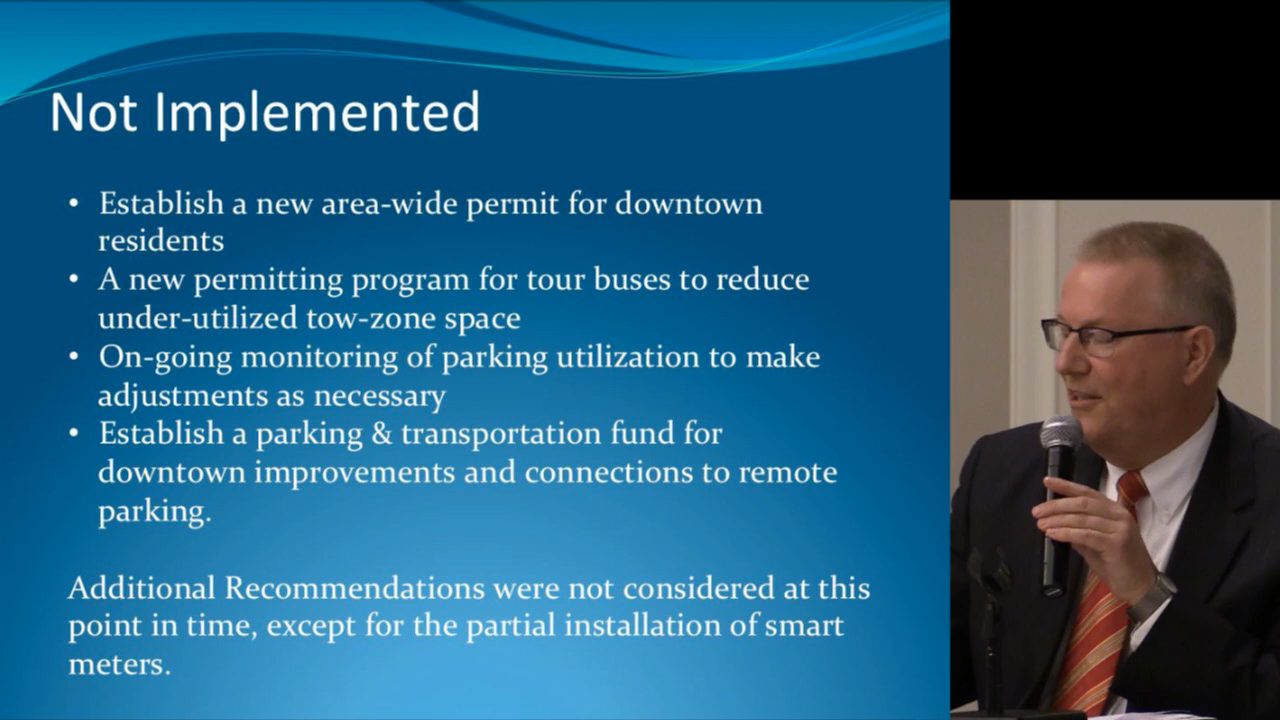 Not Implemented
• Establish a new area-wide permit for downtown
residents
• A new permitting program for tour buses to reduce
under-utilized tow-zone space
• On-going monitoring of parking utilization to make
adjustments as necessary
• Establish a parking & transportation fund for
downtown improvements and connections to remote
parking.
Additional Recommendations were not considered at this
point in time, except for the partial installation of smart
meters.